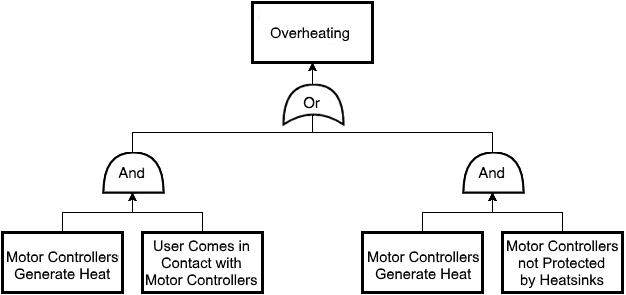 Overheating
Or
And
And
Motor Controllers
Generate Heat
User Comes in
Contact with
Motor Controllers
Motor Controllers
Generate Heat
Motor Controllers
not Protected
by Heatsinks